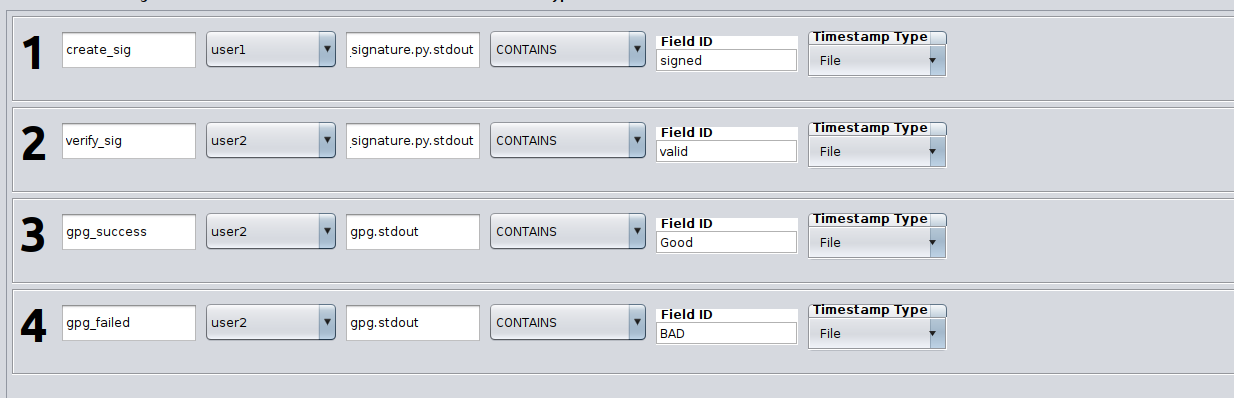 1 create_sig user1 signature.py.stdout CONTAINS Field ID signed Timestamp Type File
2 verify_sig user2 signature.py.stdout CONTAINS Field ID valid Timestamp Type File
3 gpg_success user2 gpg.stdout CONTAINS Field ID Good Timestamp Type File
4 gpg_failed user2 gpg.stdout CONTAINS Field ID BAD Timestamp Type File